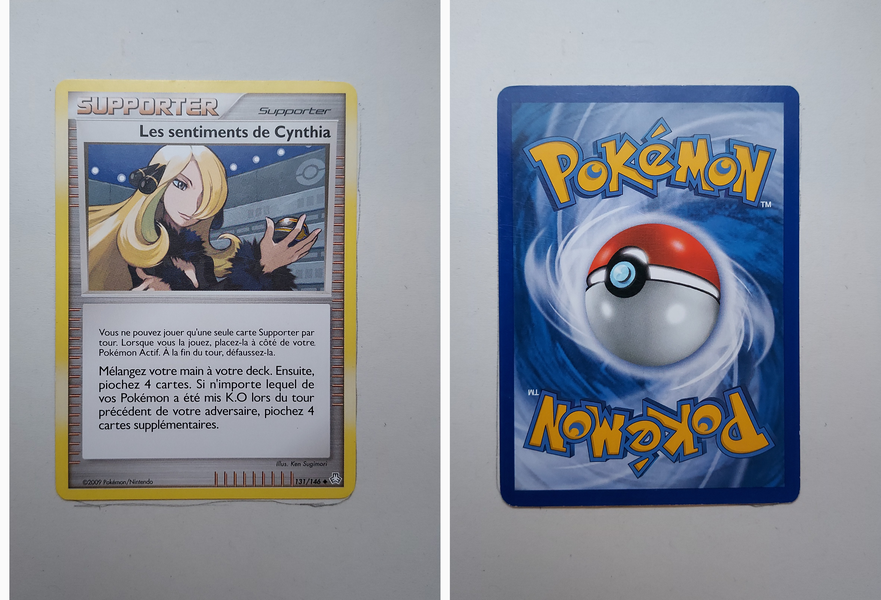 SUPPORTER
Supporter
Les sentiments de Cynthia
Vous ne pouvez jouer qu'une seule carte Supporter par
tour. Lorsque vous la jouez, placez-la à côté de votre
Pokémon Actif. À la fin du tour, défaussez-la.
Mélangez votre main à votre deck. Ensuite,
piochez 4 cartes. Si n'importe lequel de
vos Pokémon a été mis K.O lors du tour
précédent de votre adversaire, piochez 4
cartes supplémentaires.
illus. Ken Sugimori
©2009 Pokémon/Nintendo
131/146
POKéMON
TM
TM
POKéMON